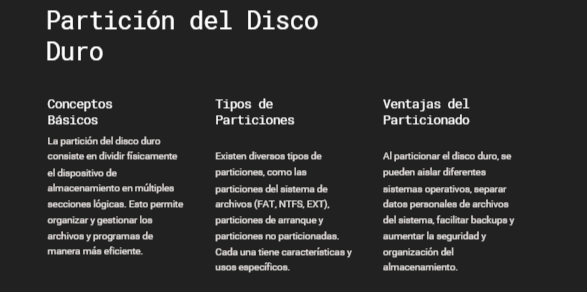 Partición del Disco
Duro
Conceptos
Básicos
La partición del disco duro
consiste en dividir físicamente
el dispositivo de
almacenamiento en múltiples
secciones lógicas. Esto permite
organizar y gestionar los
archivos y programas de
manera más eficiente.
Tipos de
Particiones
Existen diversos tipos de
particiones, como las
particiones del sistema de
archivos (FAT, NTFS, EXT),
particiones de arranque y
particiones no particionadas.
Cada una tiene características y
usos específicos.
Ventajas del
Particionado
Al particionar el disco duro, se
pueden aislar diferentes
sistemas operativos, separar
datos personales de archivos
del sistema, facilitar backups y
aumentar la seguridad y
organización del
almacenamiento.